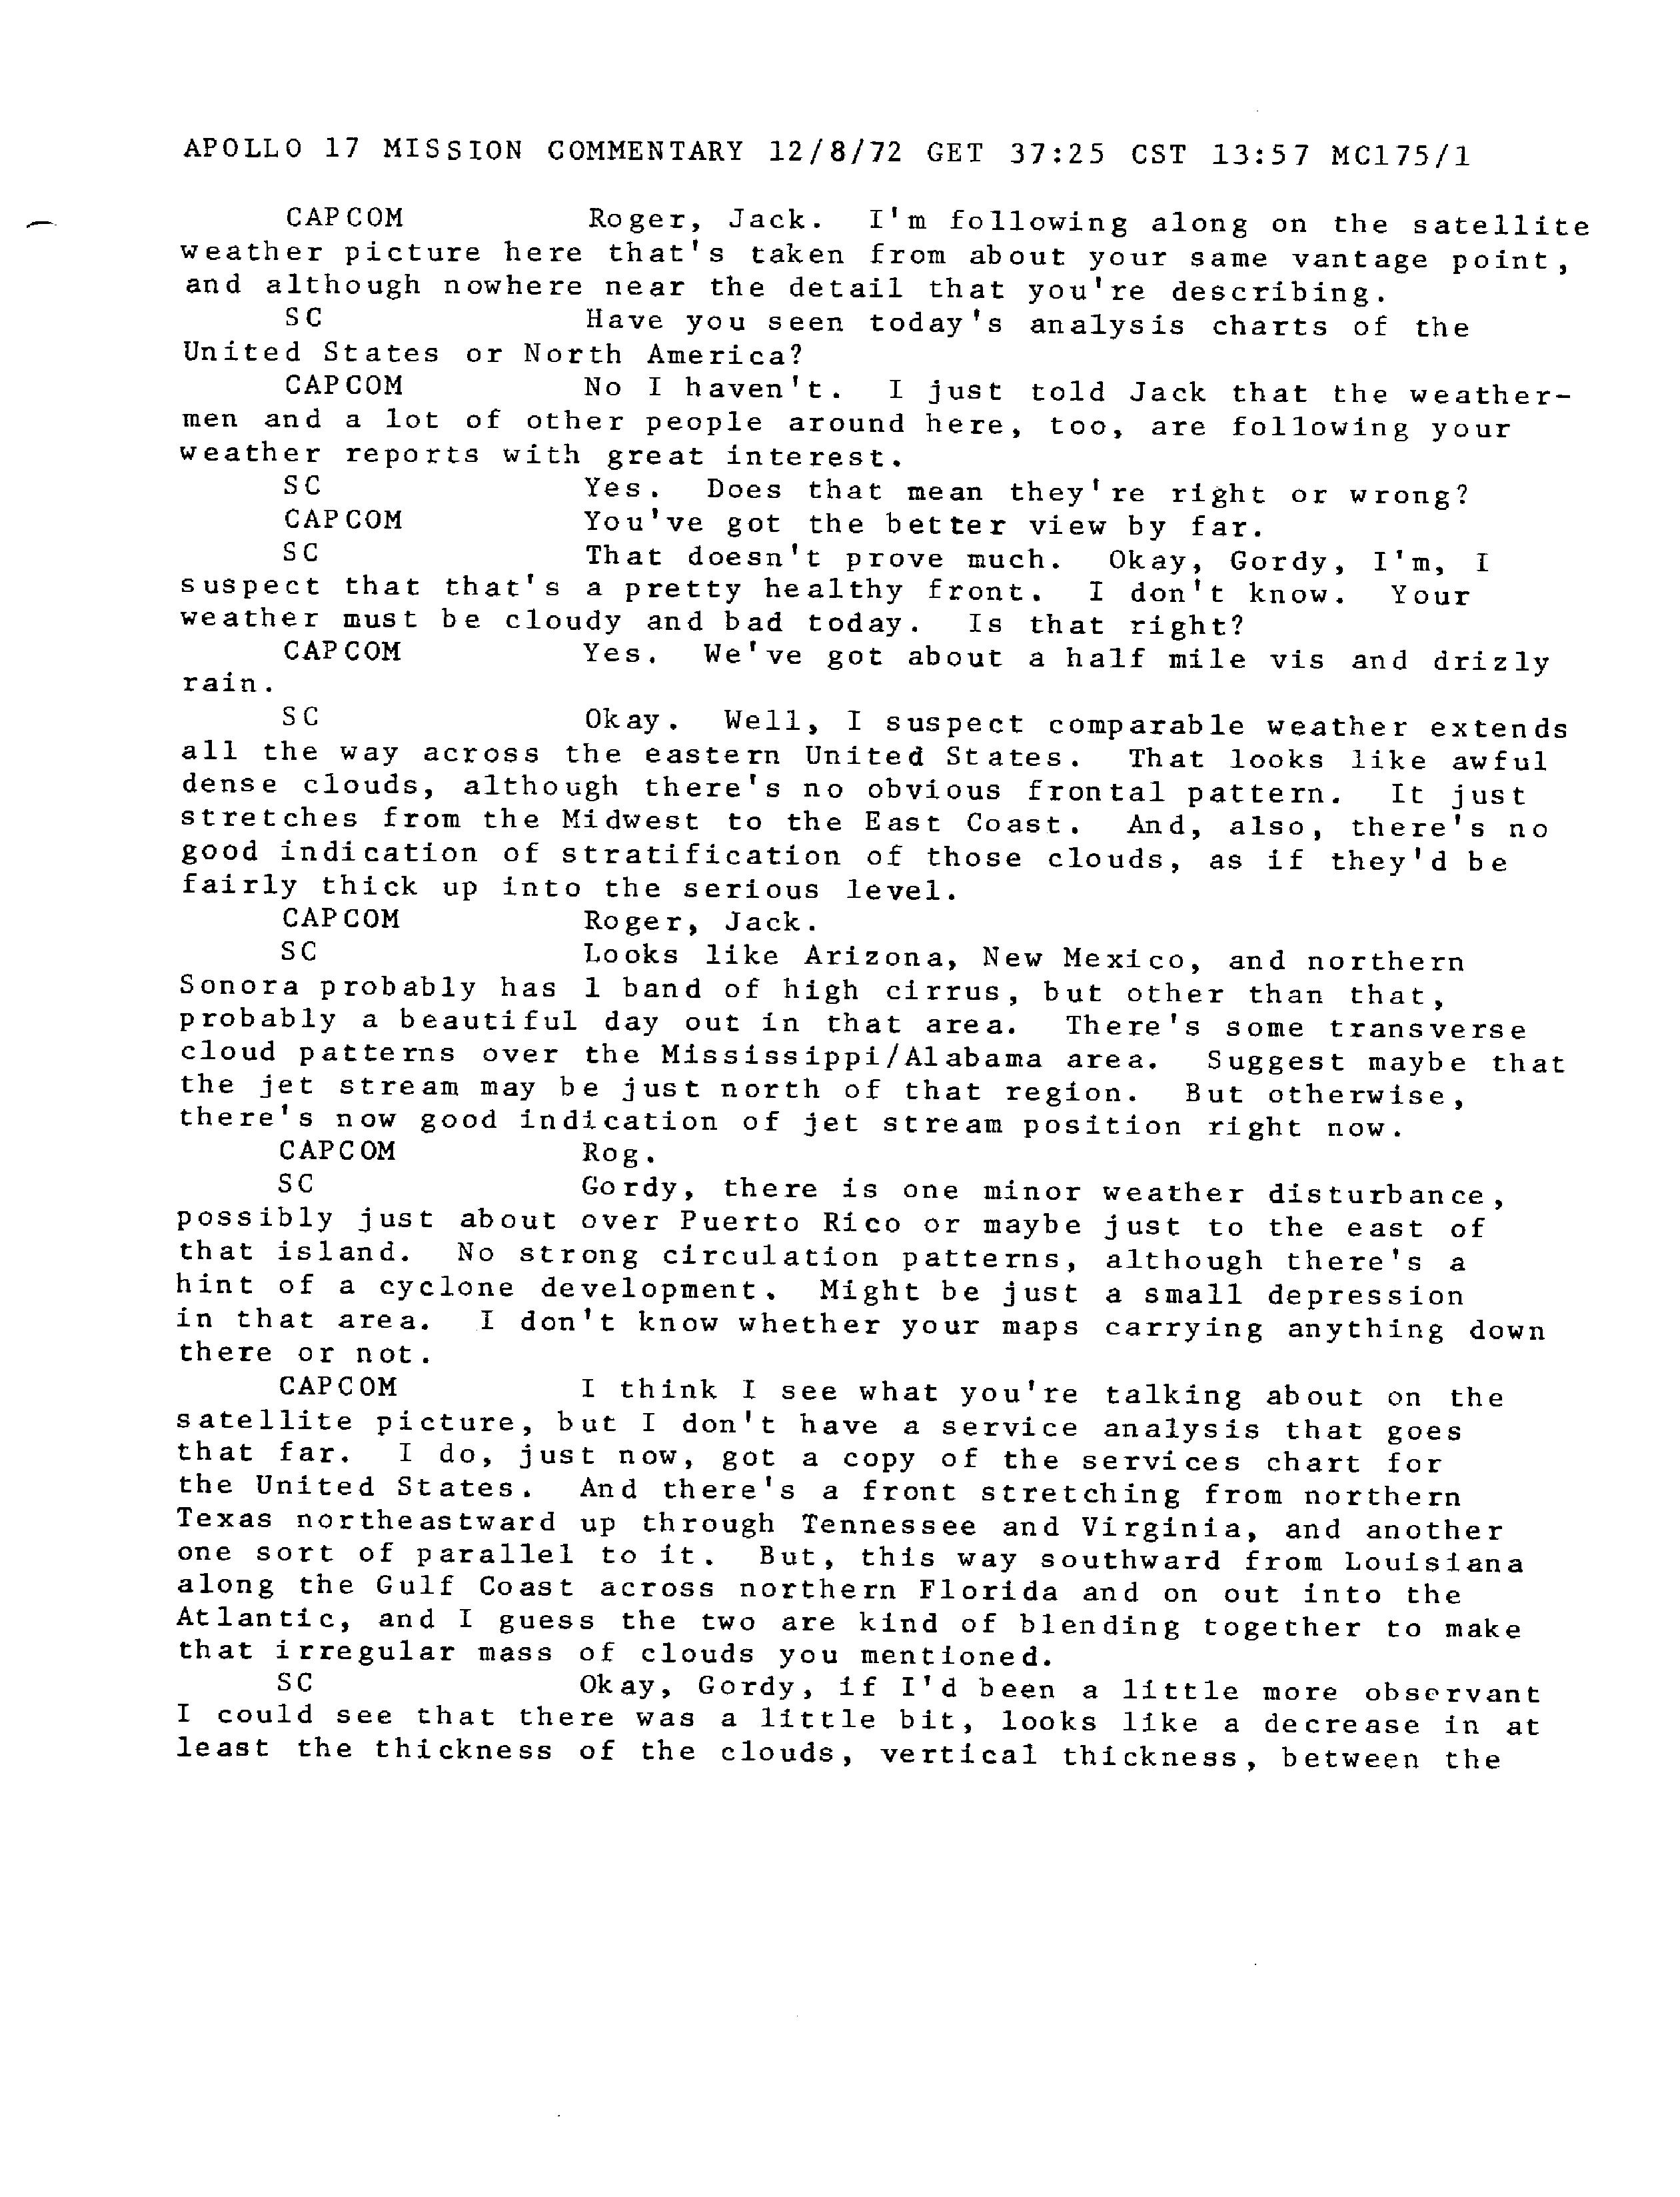 APOLLO 17 MISSION COMMENTARY 12/8/72 GET 37:25 CST 13:57 MC175/1
CAPCOM Roger, Jack. I'm following along on the satellite
weather picture here that's taken from about your same vantage point,
and although nowhere near the detail that you're describing.
SC Have you seen today's analysis charts of the
United States or North America?
CAPCOM No I haven't. I just told Jack that the weather-
men and a lot of other people around here, too, are following your
weather reports with great interest.
SC Yes. Does that mean they're right or wrong?
CAPCOM You've got the better view by far.
SC That doesn't prove much. Okay, Gordy, I'm, I
suspect that that's a pretty healthy front. I don't know. Your
weather must be cloudy and bad today. Is that right?
CAPCOM Yes. We've got about a half mile vis and drizly
rain.
SC Okay. Well, I suspect comparable weather extends
all the way across the eastern United States. That looks like awful
dense clouds, although there's no obvious frontal pattern. It just
stretches from the Midwest to the East Coast. And, also, there's no
good indication of stratification of those clouds, as if they'd be
fairly thick up into the serious level.
CAPCOM Roger, Jack.
SC Looks like Arizona, New Mexico, and northern
Sonora probably has 1 band of high cirrus, but other than that,
probably a beautiful day out in that area. There's some transverse
cloud patterns over the Mississippi/Alabama area. Suggest maybe that
the jet stream may be just north of that region. But otherwise,
there's now good indication of jet stream position right now.
CAPCOM Rog.
SC Gordy, there is one minor weather disturbance,
possibly just about over Puerto Rico or maybe just to the east of
that island. No strong circulation patterns, although there's a
hint of a cyclone development. Might be just a small depression
in that area. I don't know whether your maps carrying anything down
there or not.
CAPCOM I think I see what you're talking about on the
satellite picture, but I don't have a service analysis that goes
that far. I do, just now, got a copy of the services chart for
the United States. And there's a front stretching from northern
Texas northeastward up through Tennessee and Virginia, and another
one sort of parallel to it. But, this way southward from Louisiana
along the Gulf Coast across northern Florida and on out into the
Atlantic, and I guess the two are kind of blending together to make
that irregular mass of clouds you mentioned.
SC Okay, Gordy, if I'd been a little more observant
I could see that there was a little bit, looks like a decrease in at
least the thickness of the clouds, vertical thickness, between the